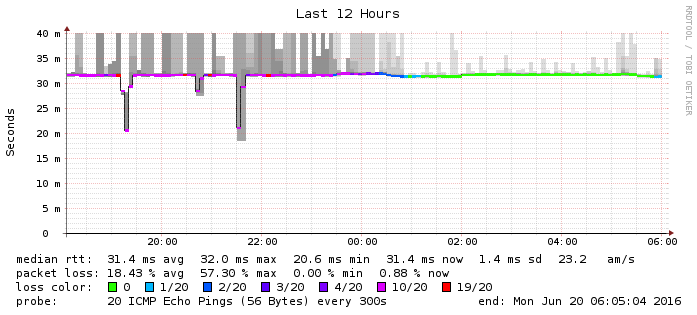 Last 12 Hours
RRDTOOL / TOBI OETIKER
40 m
35 m
30 m
25 m
20 m
15 m
10 m
5 m
0
Seconds
20:00 22:00 00:00 02:00 04:00 06:00
median rtt: 31.4 ms avg 32.0 ms max 20.6 ms min 31.4 ms now 1.4 ms sd 23.2 am/s
packet loss: 18.43 % avg 57.30 % max 0.00 % min 0.88 % now
loss color: 0 1/20 2/20 3/20 4/20 10/20 19/20
probe: 20 ICMP Echo Pings (56 Bytes) every 300s end: Mon Jun 20 06:05:04 2016